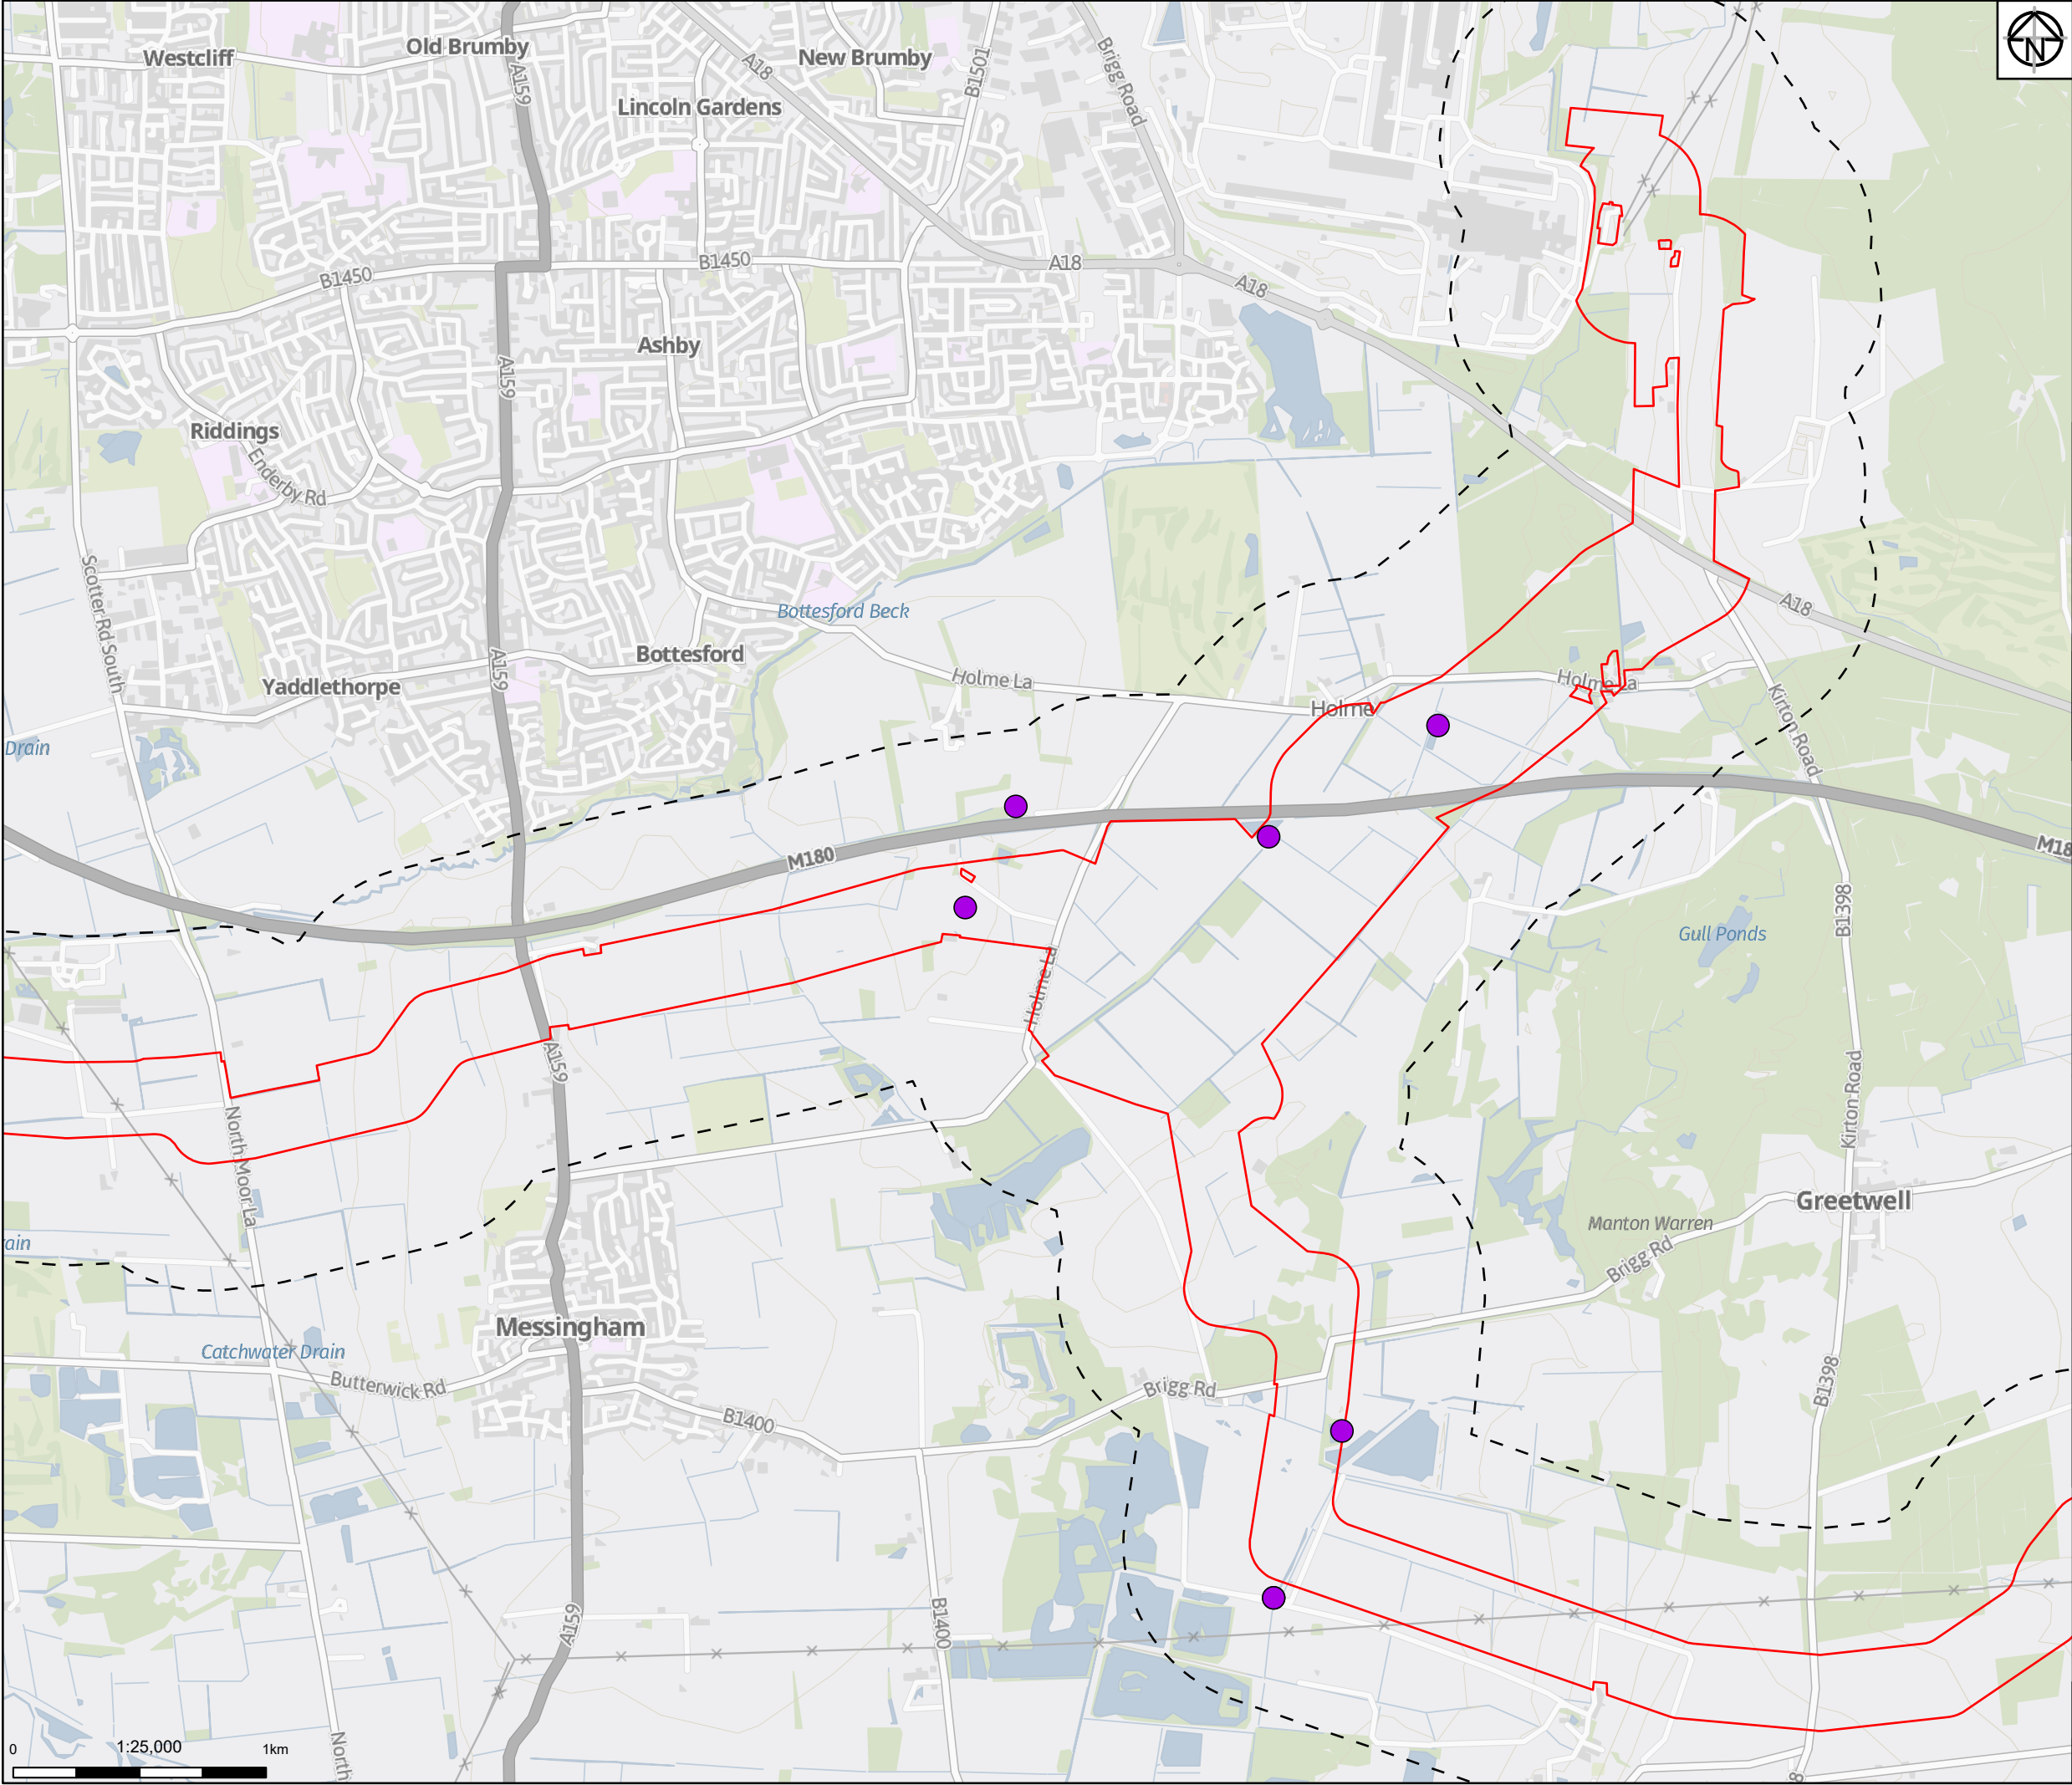 N
Westcliff
Old Brumby
New Brumby
Lincoln Gardens
A159
A18
B1501
Brigg Road
B1450
B1450
A18
A18
Ashby
A159
Riddings
Enderby Rd
Scotter Rd South
Bottesford Beck
A18
Bottesford
Holme La
Yaddlethorpe
A159
Holme La
Holme
Kirton Road
Drain
M180
M18
B1398
Gull Ponds
Holme La
A159
North Moor La
Kirton Road
Greetwell
Manton Warren
Brigg Rd
ain
Messingham
Catchwater Drain
Butterwick Rd
Brigg Rd
B1398
B1400
A159
B1400
North
0
1:25,000
1km
8